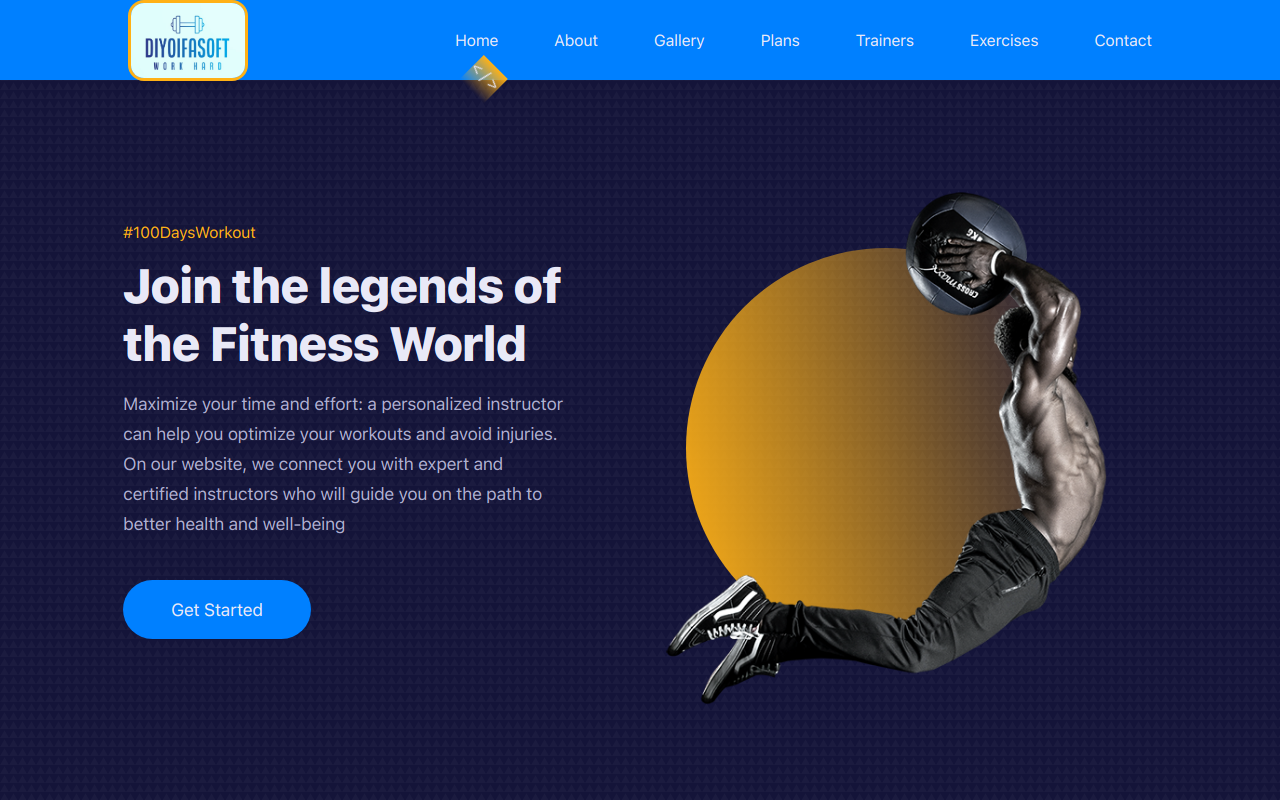 DIYOIFASOFT
WORK HARD
Home About Gallery Plans Trainers Exercises Contact
</>
#100DaysWorkout
Join the legends of
the Fitness World
Maximize your time and effort: a personalized instructor
can help you optimize your workouts and avoid injuries.
On our website, we connect you with expert and
certified instructors who will guide you on the path to
better health and well-being
Get Started
KG
CROSSMAXX